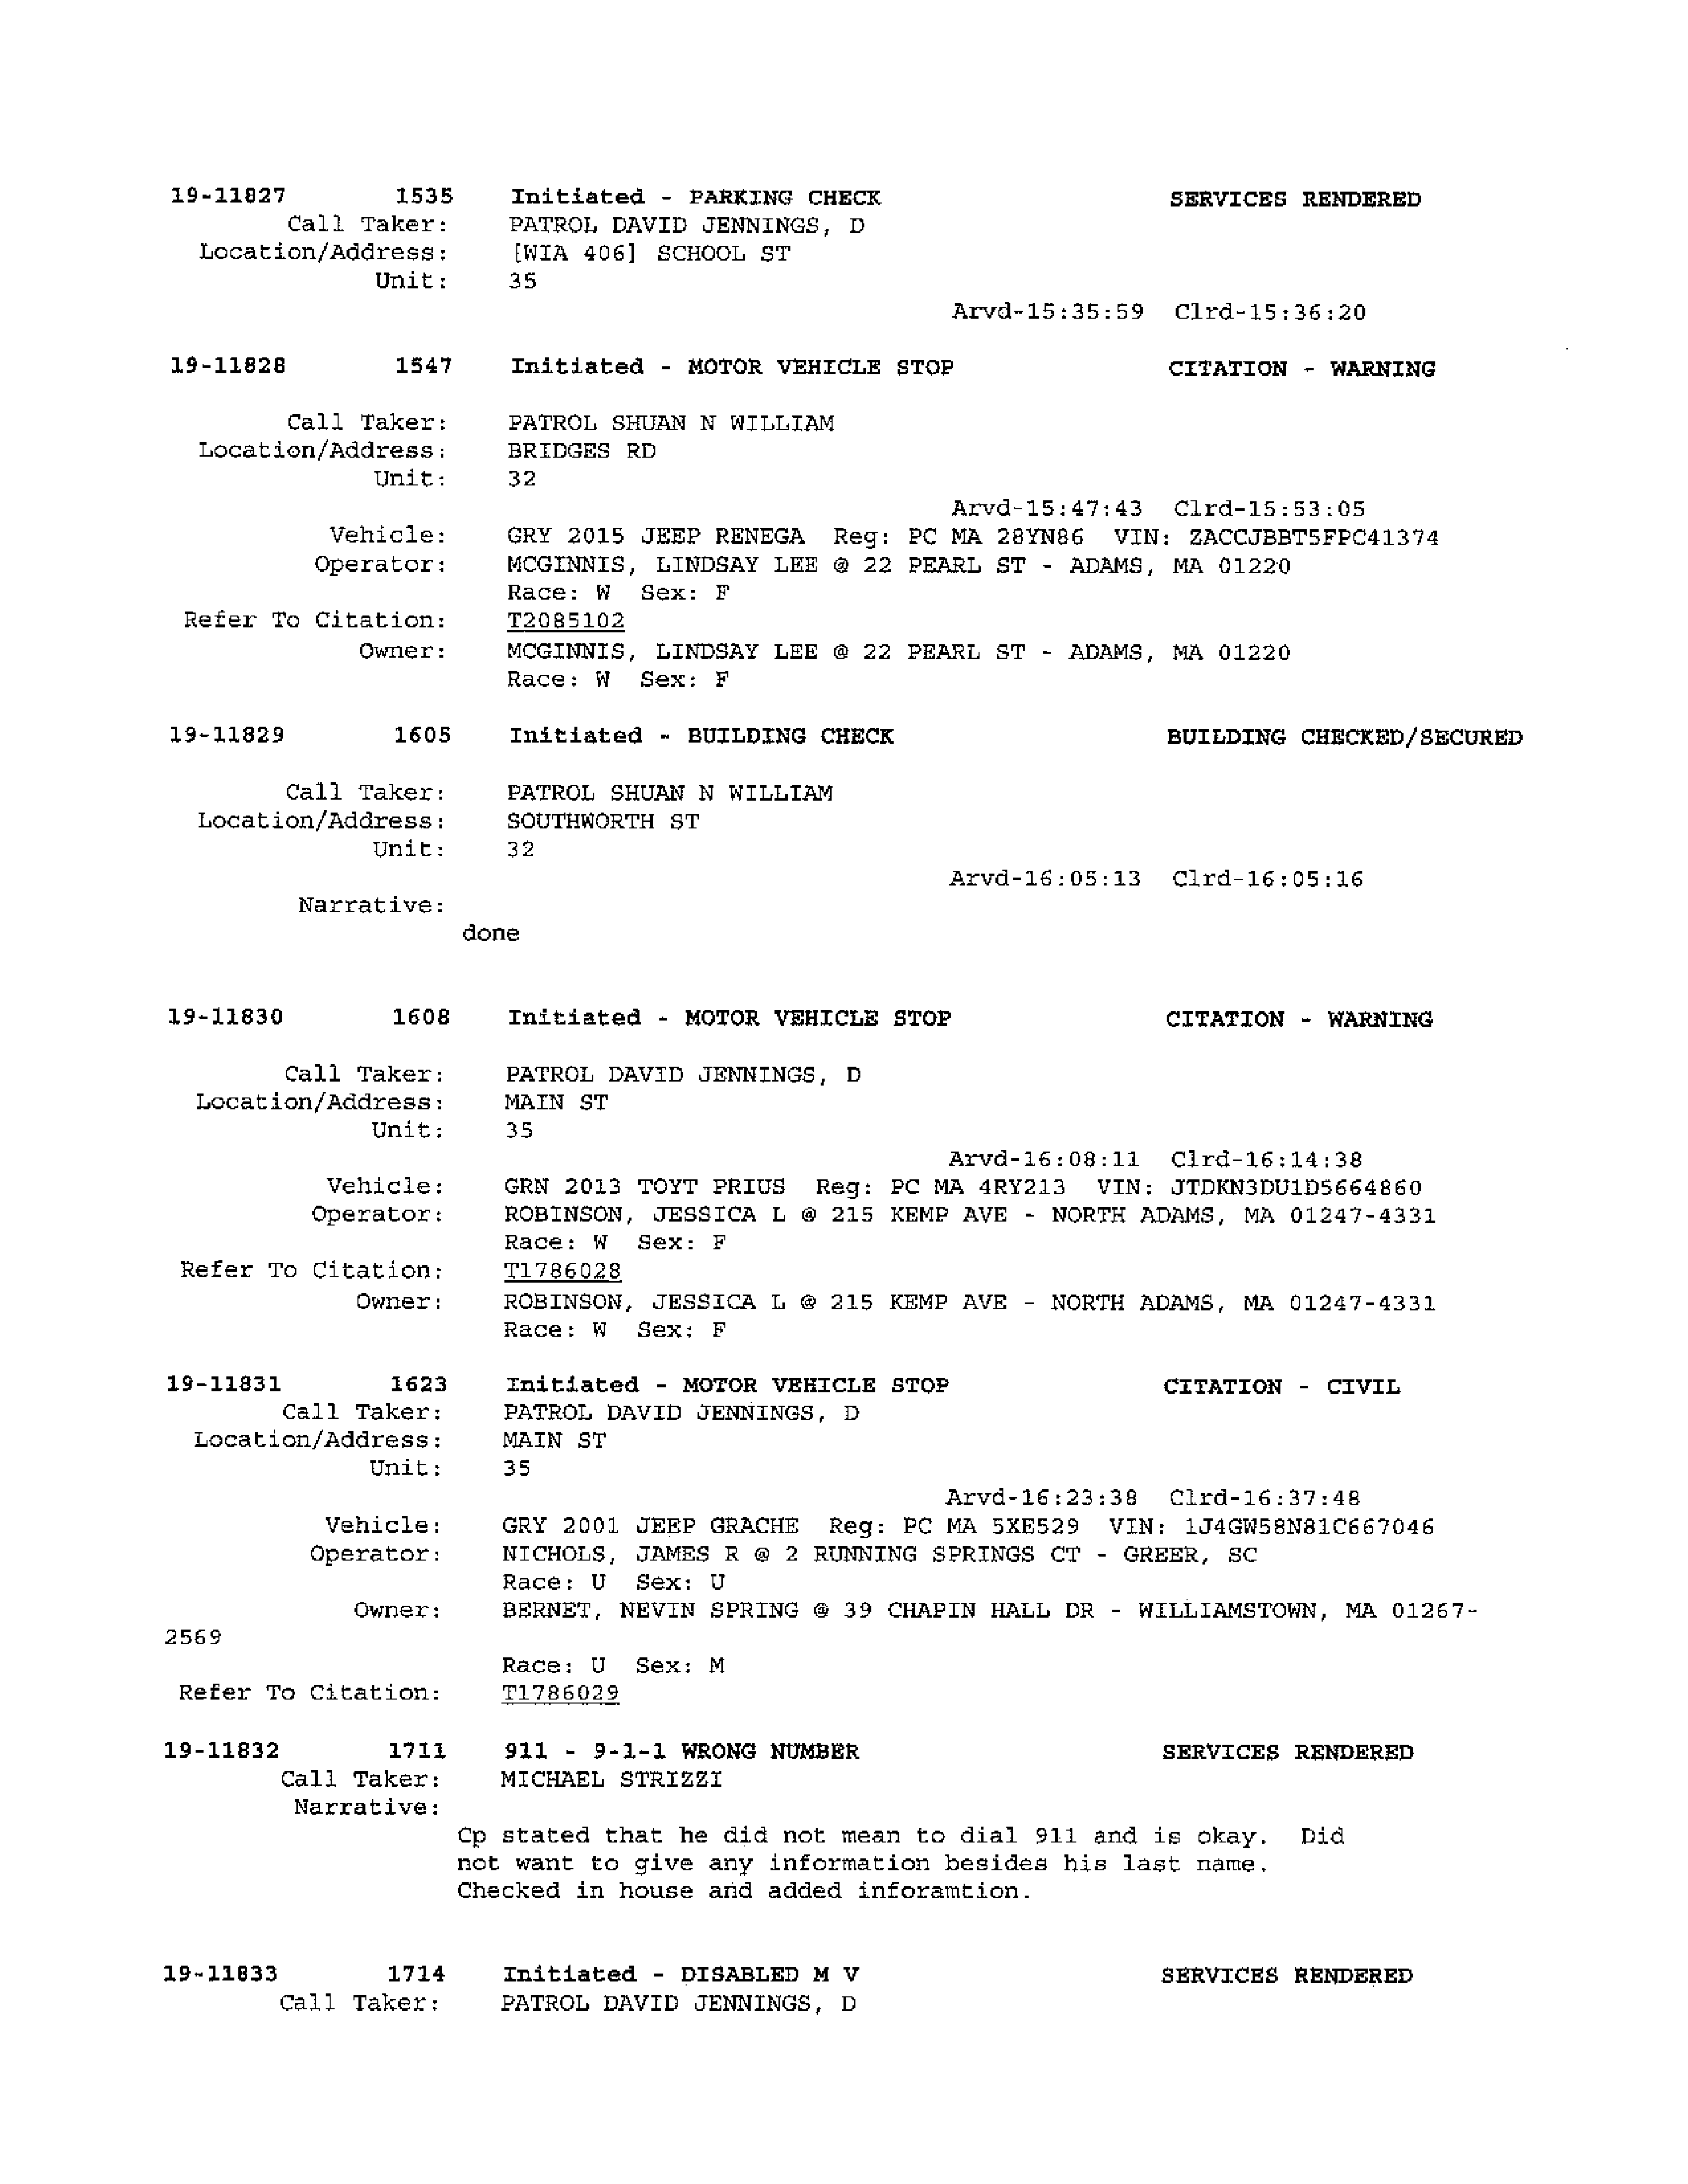 19-11827 1535 Initiated - PARKING CHECK SERVICES RENDERED
Call Taker: PATROL DAVID JENNINGS, D
Location/Address: [WIA 406] SCHOOL ST
Unit: 35
Arvd-15:35:59 Clrd-15:36:20
19-11828 1547 Initiated - MOTOR VEHICLE STOP CITATION - WARNING
Call Taker: PATROL SHUAN N WILLIAM
Location/Address: BRIDGES RD
Unit: 32
Arvd-15:47:43 Clrd-15:53:05
Vehicle: GRY 2015 JEEP RENEGA Reg: PC MA 28YN86 VIN: ZACCJBBT5FPC41374
Operator: MCGINNIS, LINDSAY LEE @ 22 PEARL ST - ADAMS, MA 01220
Race: W Sex: F
Refer To Citation: T2085102
Owner: MCGINNIS, LINDSAY LEE @ 22 PEARL ST - ADAMS, MA 01220
Race: W Sex: F
19-11829 1605 Initiated - BUILDING CHECK BUILDING CHECKED/SECURED
Call Taker: PATROL SHUAN N WILLIAM
Location/Address: SOUTHWORTH ST
Unit: 32
Arvd-16:05:13 Clrd-16:05:16
Narrative:
done
19-11830 1608 Initiated - MOTOR VEHICLE STOP CITATION - WARNING
Call Taker: PATROL DAVID JENNINGS, D
Location/Address: MAIN ST
Unit: 35
Arvd-16:08:11 Clrd-16:14:38
Vehicle: GRN 2013 TOYT PRIUS Reg: PC MA 4RY213 VIN: JTDKN3DU1D5664860
Operator: ROBINSON, JESSICA L @ 215 KEMP AVE - NORTH ADAMS, MA 01247-4331
Race: W Sex: F
Refer To Citation: T1786028
Owner: ROBINSON, JESSICA L @ 215 KEMP AVE - NORTH ADAMS, MA 01247-4331
Race: W Sex: F
19-11831 1623 Initiated - MOTOR VEHICLE STOP CITATION - CIVIL
Call Taker: PATROL DAVID JENNINGS, D
Location/Address: MAIN ST
Unit: 35
Arvd-16:23:38 Clrd-16:37:48
Vehicle: GRY 2001 JEEP GRACHE Reg: PC MA 5XE529 VIN: 1J4GW58N81C667046
Operator: NICHOLS, JAMES R @ 2 RUNNING SPRINGS CT - GREER, SC
Race: U Sex: U
Owner: BERNET, NEVIN SPRING @ 39 CHAPIN HALL DR - WILLIAMSTOWN, MA 01267-
2569
Race: U Sex: M
Refer To Citation: T1786029
19-11832 1711 911 - 9-1-1 WRONG NUMBER SERVICES RENDERED
Call Taker: MICHAEL STRIZZI
Narrative:
Cp stated that he did not mean to dial 911 and is okay. Did
not want to give any information besides his last name.
Checked in house and added inforamtion.
19-11833 1714 Initiated - DISABLED M V SERVICES RENDERED
Call Taker: PATROL DAVID JENNINGS, D